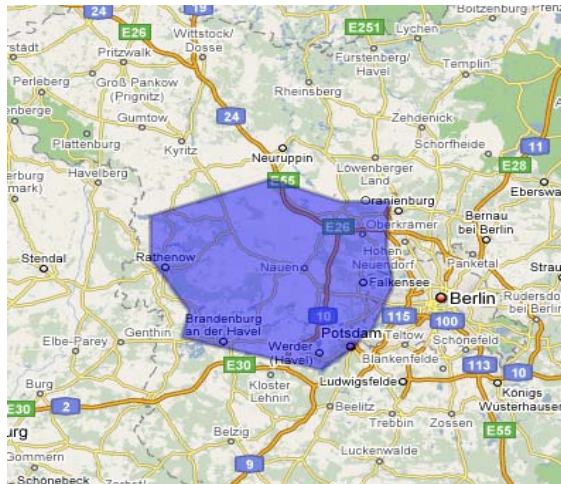 24
19
Boitzenburg
Lychen
E251
E26
Wittstock/
Dosse
Pritzwalk
Fürstenberg/
Havel
Templin
Perleberg
Groß Pankow
(Prignitz)
Rheinsberg
Gumtow
24
Zehdenick
Plattenburg
Kyritz
11
Neuruppin
Schorfheide
Löwenberger
Land
E28
Havelberg
E55
Eberswa
Oranienburg
E26
Oberkrämer
Bernau
bei Berlin
Hohen
Neuendorf
Panketal
Stendal
Rathenow
Nauen
Strau
Falkensee
Berlin
Rüdersdor
bei Berlin
Brandenburg
an der Havel
10
115
100
Genthin
Potsdam
Teltow
Schönefeld
Elbe-Parey
Werder
(Havel)
Blankenfelde
E30
113
10
Kloster
Lehnin
Ludwigsfelde
Königs
Wusterhausen
Burg
E30
2
Beelitz
Trebbin
Zossen
E55
urg
Belzig
Luckenwalde
Gommern
9
Schönebeck